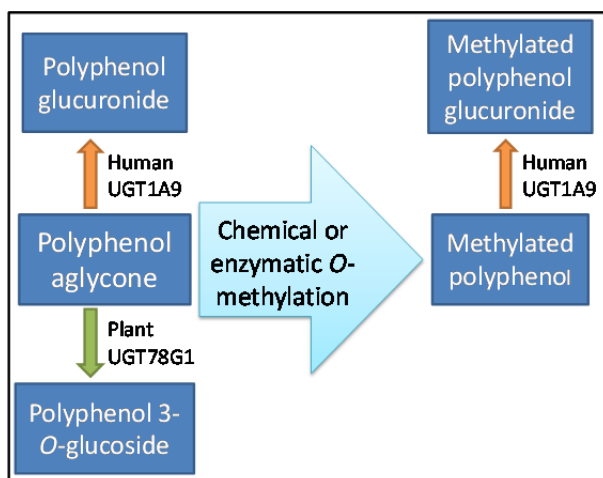 Polyphenol
glucuronide
Human
UGT1A9
Polyphenol
aglycone
Plant
UGT78G1
Polyphenol 3-
O-glucoside
Chemical or
enzymatic O-
methylation
Methylated
polyphenol
glucuronide
Human
UGT1A9
Methylated
polyphenol